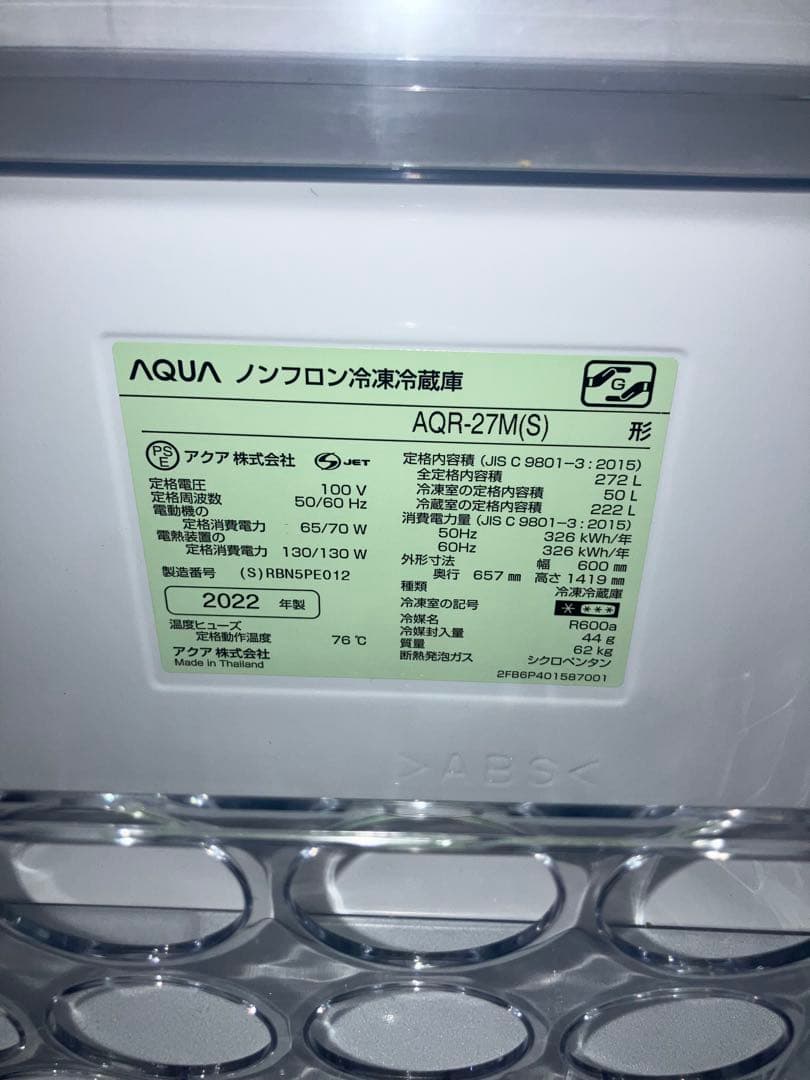 AQUA ノンフロン冷凍冷蔵庫
G
AQR-27M(S) 形
PSE アクア株式会社 S JET
定格電圧 100 V
定格周波数 50/60 Hz
電動機の
定格消費電力 65/70 W
電熱装置の
定格消費電力 130/130 W
製造番号 (S)RBN5PE012
2022 年製
温度ヒューズ
定格動作温度 76 ℃
アクア株式会社
Made in Thailand
定格内容積 (JIS C 9801-3:2015)
全定格内容積 272 L
冷凍室の定格内容積 50 L
冷蔵室の定格内容積 222 L
消費電力量 (JIS C 9801-3:2015)
50Hz 326 kWh/年
60Hz 326 kWh/年
外形寸法 幅 600 mm
奥行 657 mm 高さ 1419 mm
種類 冷凍冷蔵庫
冷凍室の記号 * ***
冷媒名 R600a
冷媒封入量 44 g
質量 62 kg
断熱発泡ガス シクロペンタン
2FB6P401587001
>ABS<